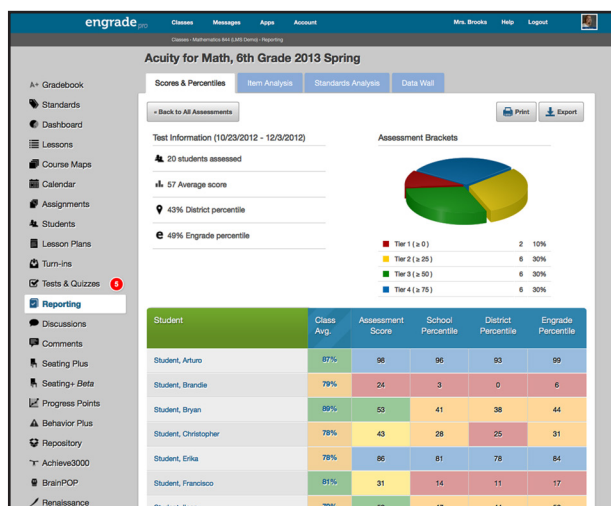 engrade pro Classes Messages Apps Account Mrs. Brooks Help Logout
Classes › Mathematics 844 (LMS Demo) › Reporting
Acuity for Math, 6th Grade 2013 Spring
A+ Gradebook
Standards
Dashboard
Lessons
Course Maps
Calendar
Assignments
Students
Lesson Plans
Turn-ins
Tests & Quizzes 5
Reporting
Discussions
Comments
Seating Plus
Seating+ Beta
Progress Points
Behavior Plus
Repository
Achieve3000
BrainPOP
Renaissance
Scores & Percentiles Item Analysis Standards Analysis Data Wall
« Back to All Assessments Print Export
Test Information (10/23/2012 - 12/3/2012)
20 students assessed
57 Average score
43% District percentile
e 49% Engrade percentile
Assessment Brackets
Tier 1 ( ≥ 0 ) 2 10%
Tier 2 ( ≥ 25 ) 6 30%
Tier 3 ( ≥ 50 ) 6 30%
Tier 4 ( ≥ 75 ) 6 30%
Student Class Avg. Assessment Score School Percentile District Percentile Engrade Percentile
Student, Arturo 87% 98 96 93 99
Student, Brandie 79% 24 3 0 6
Student, Bryan 89% 53 41 38 44
Student, Christopher 78% 43 28 25 31
Student, Erika 78% 86 81 78 84
Student, Francisco 81% 31 14 11 17